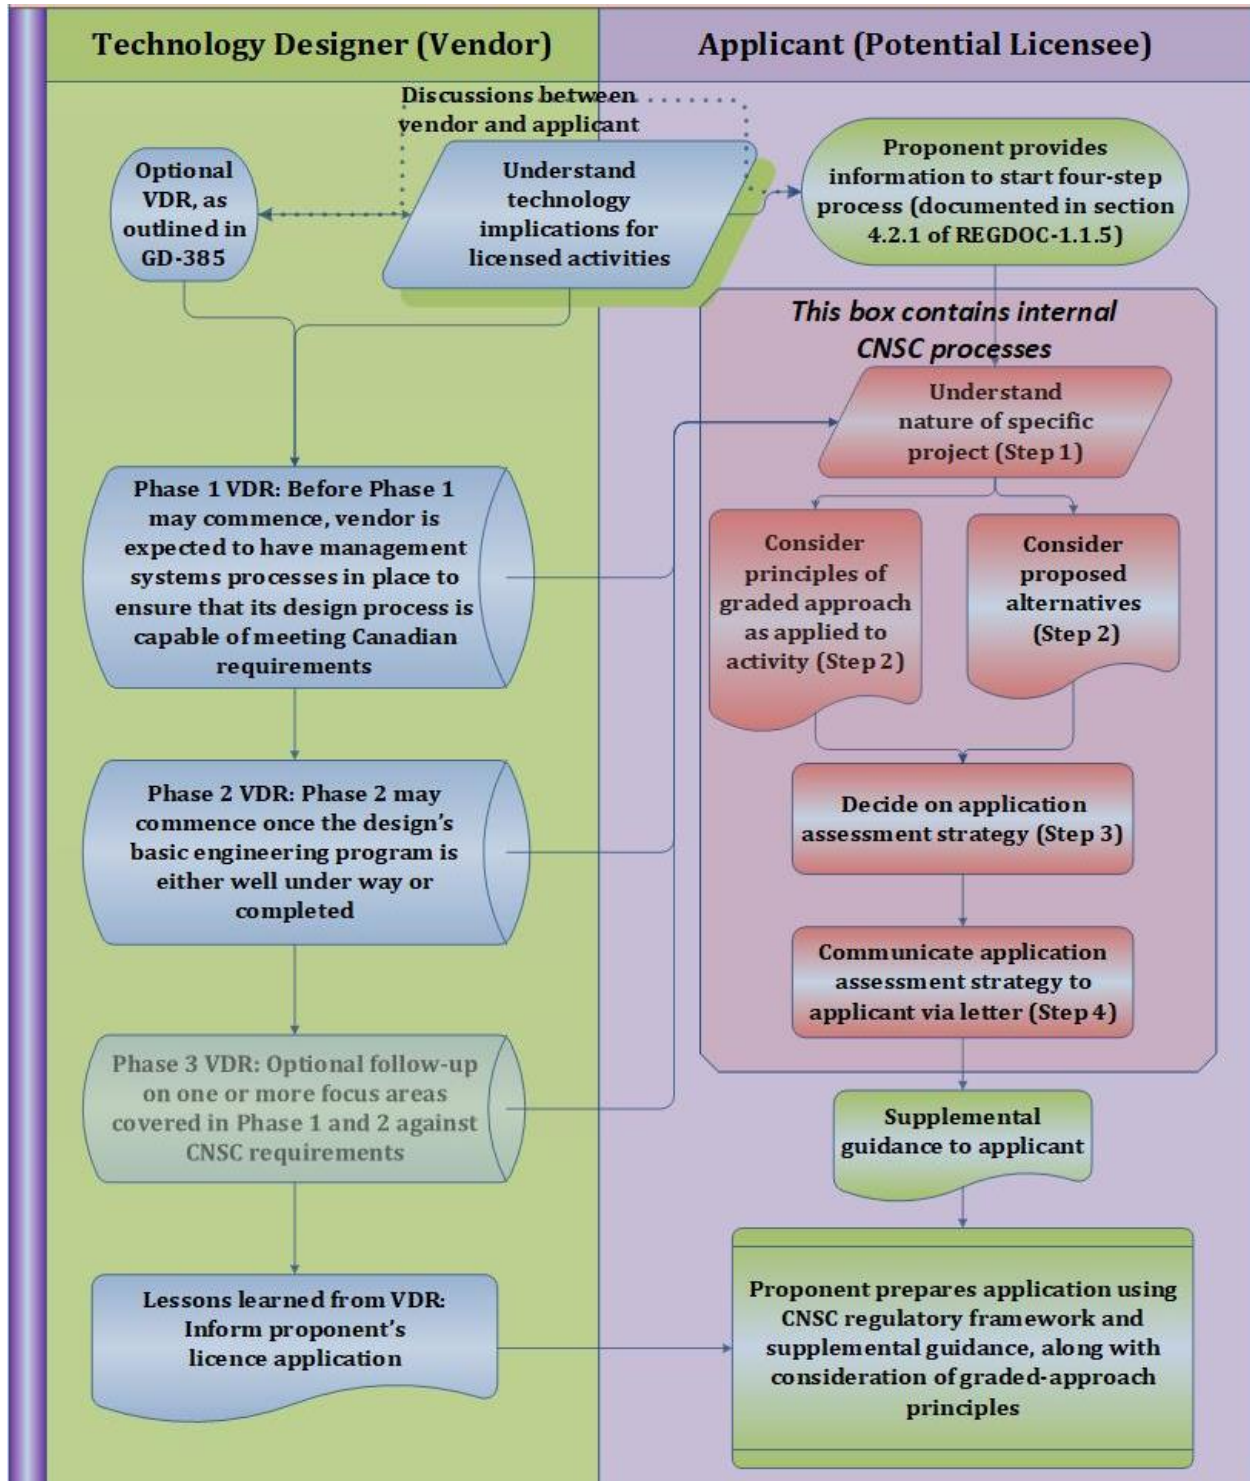 Technology Designer (Vendor)
Applicant (Potential Licensee)
Discussions between
vendor and applicant
Optional
VDR, as
outlined in
GD-385
Understand
technology
implications for
licensed activities
Proponent provides
information to start four-step
process (documented in section
4.2.1 of REGDOC-1.1.5)
This box contains internal
CNSC processes
Understand
nature of specific
project (Step 1)
Phase 1 VDR: Before Phase 1
may commence, vendor is
expected to have management
systems processes in place to
ensure that its design process is
capable of meeting Canadian
requirements
Consider
principles of
graded approach
as applied to
activity (Step 2)
Consider
proposed
alternatives
(Step 2)
Phase 2 VDR: Phase 2 may
commence once the design's
basic engineering program is
either well under way or
completed
Decide on application
assessment strategy (Step 3)
Communicate application
assessment strategy to
applicant via letter (Step 4)
Phase 3 VDR: Optional follow-up
on one or more focus areas
covered in Phase 1 and 2 against
CNSC requirements
Supplemental
guidance to applicant
Lessons learned from VDR:
Inform proponent's
licence application
Proponent prepares application using
CNSC regulatory framework and
supplemental guidance, along with
consideration of graded-approach
principles